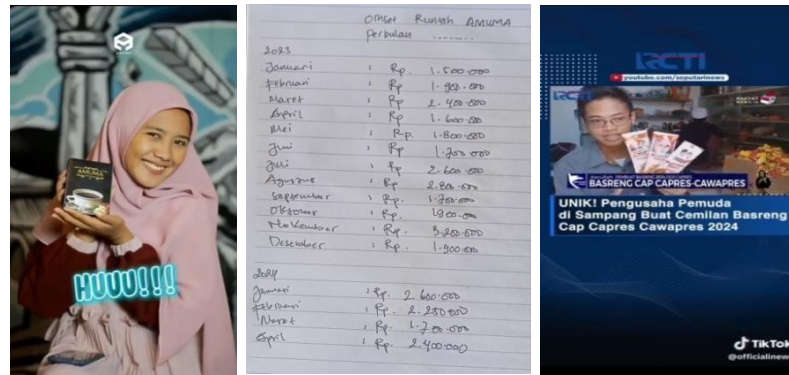 AMUMA
HUUU!!!
Omset Rumah AMUMA
perbulan ........
2023
Januari : Rp. 1.500.000
Februari : Rp 1.900.000
Maret : Rp 2.400.000
April : Rp 1.600.000
Mei : Rp. 1.800.000
Juni : Rp 1.700.000
Juli : Rp 2.600.000
Agustus : Rp 2.800.000
September : Rp 1.700.000
Oktober : Rp 1.900.000
November : Rp. 3.200.000
Desember : Rp. 1.900.000
2024
Januari : Rp. 2.600.000
Februari : Rp. 2.250.000
Maret : Rp. 1.700.000
April : Rp. 2.400.000
RCTI
youtube.com/seputarinews
RCTI
BASRENG CAP CAPRES-CAWAPRES
UNIK! Pengusaha Pemuda
di Sampang Buat Cemilan Basreng
Cap Capres Cawapres 2024
TikTok
@officialinew